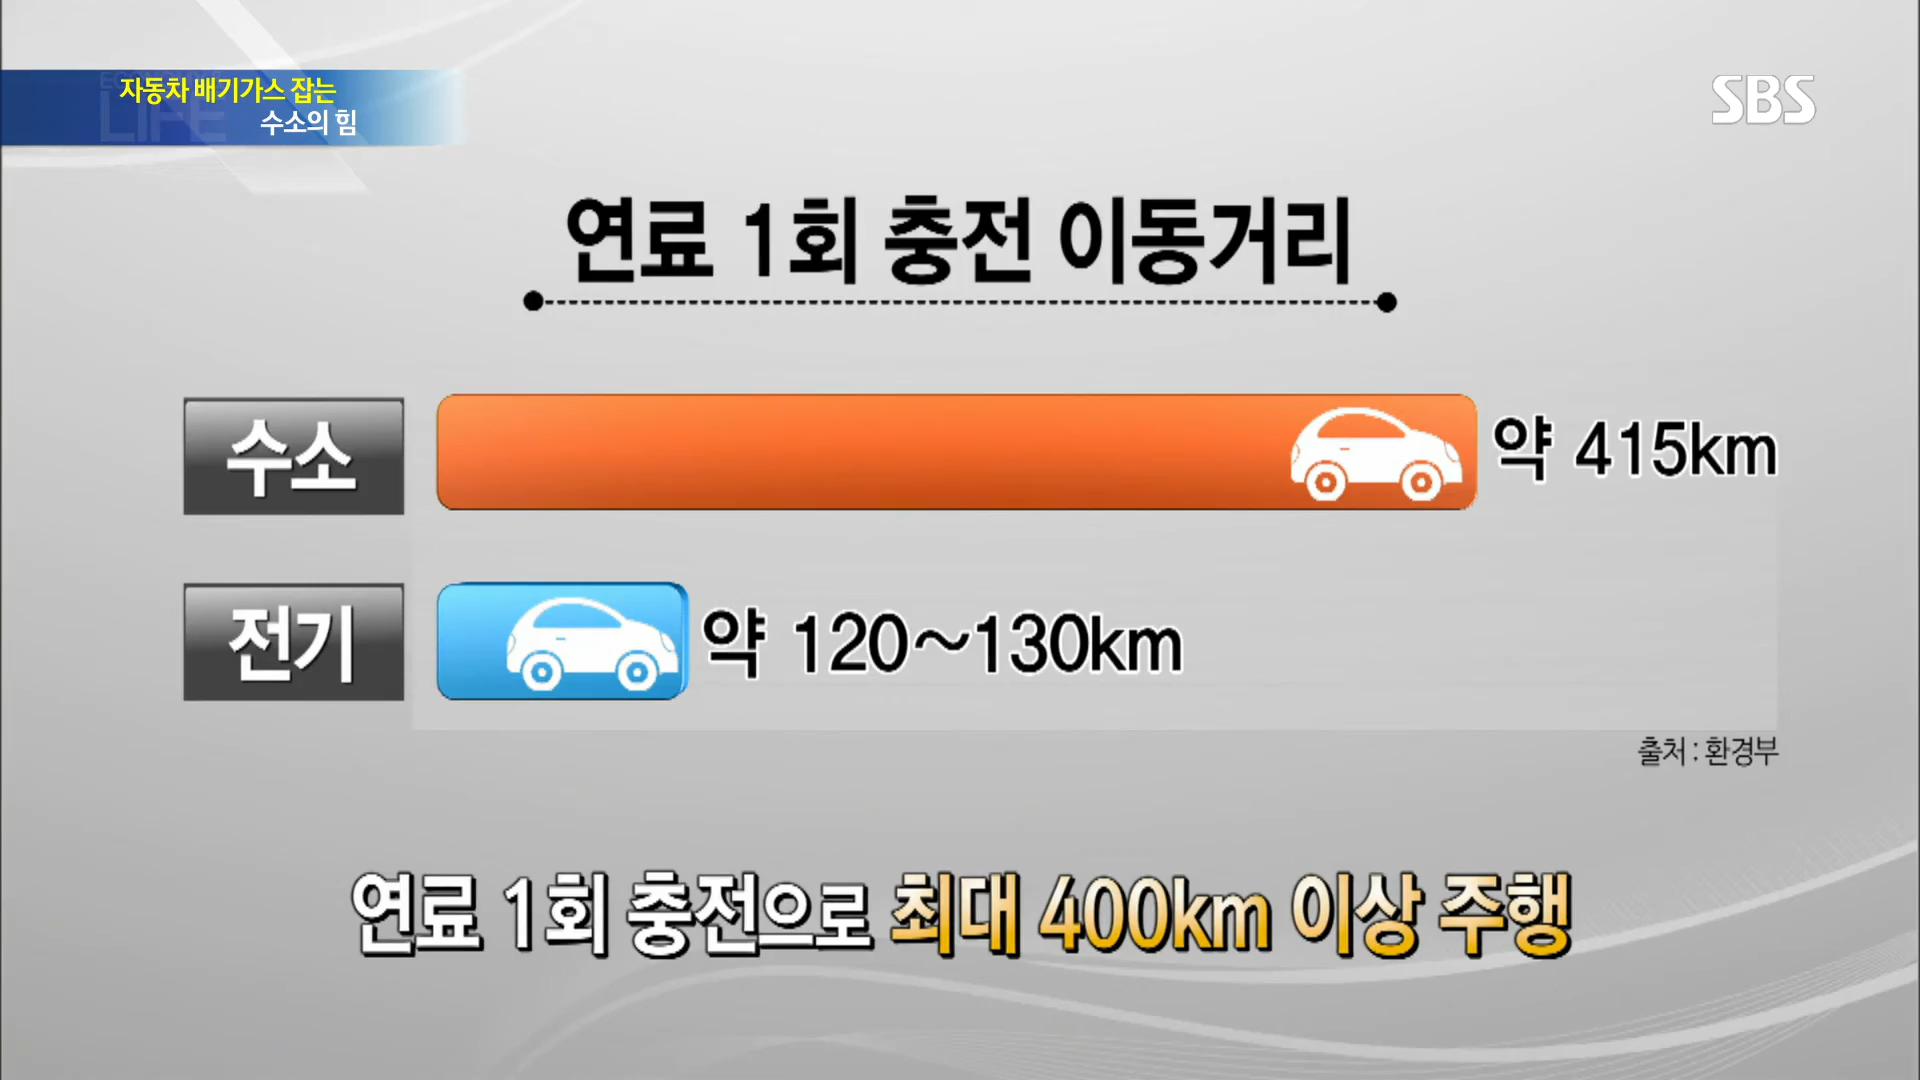 자동차 배기가스 잡는
수소의 힘
LIFE
SBS
연료 1회 충전 이동거리
수소
약 415km
전기
약 120~130km
출처 : 환경부
연료 1회 충전으로 최대 400km 이상 주행